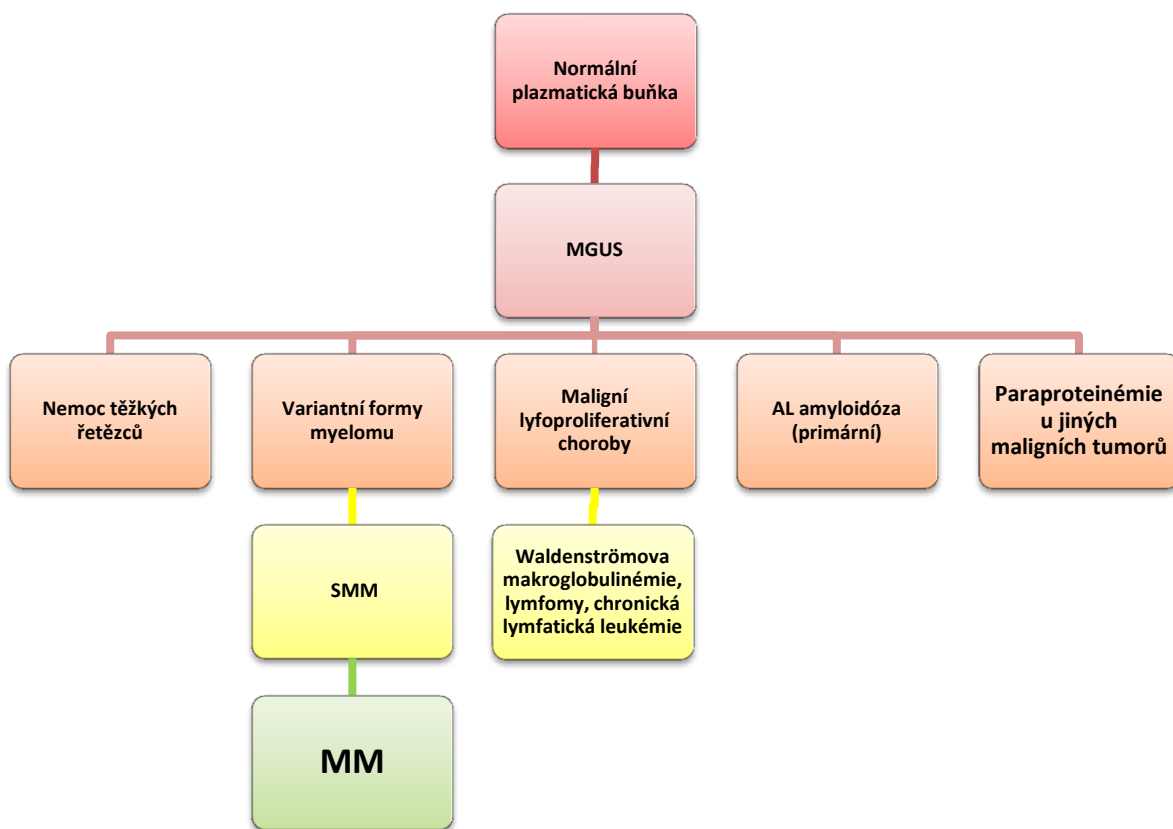 Normální
plazmatická buňka
MGUS
Nemoc těžkých
řetězců
Variantní formy
myelomu
Maligní
lyfoproliferativní
choroby
AL amyloidóza
(primární)
Paraproteinémie
u jiných
maligních tumorů
SMM
Waldenströmova
makroglobulinémie,
lymfomy, chronická
lymfatická leukémie
MM